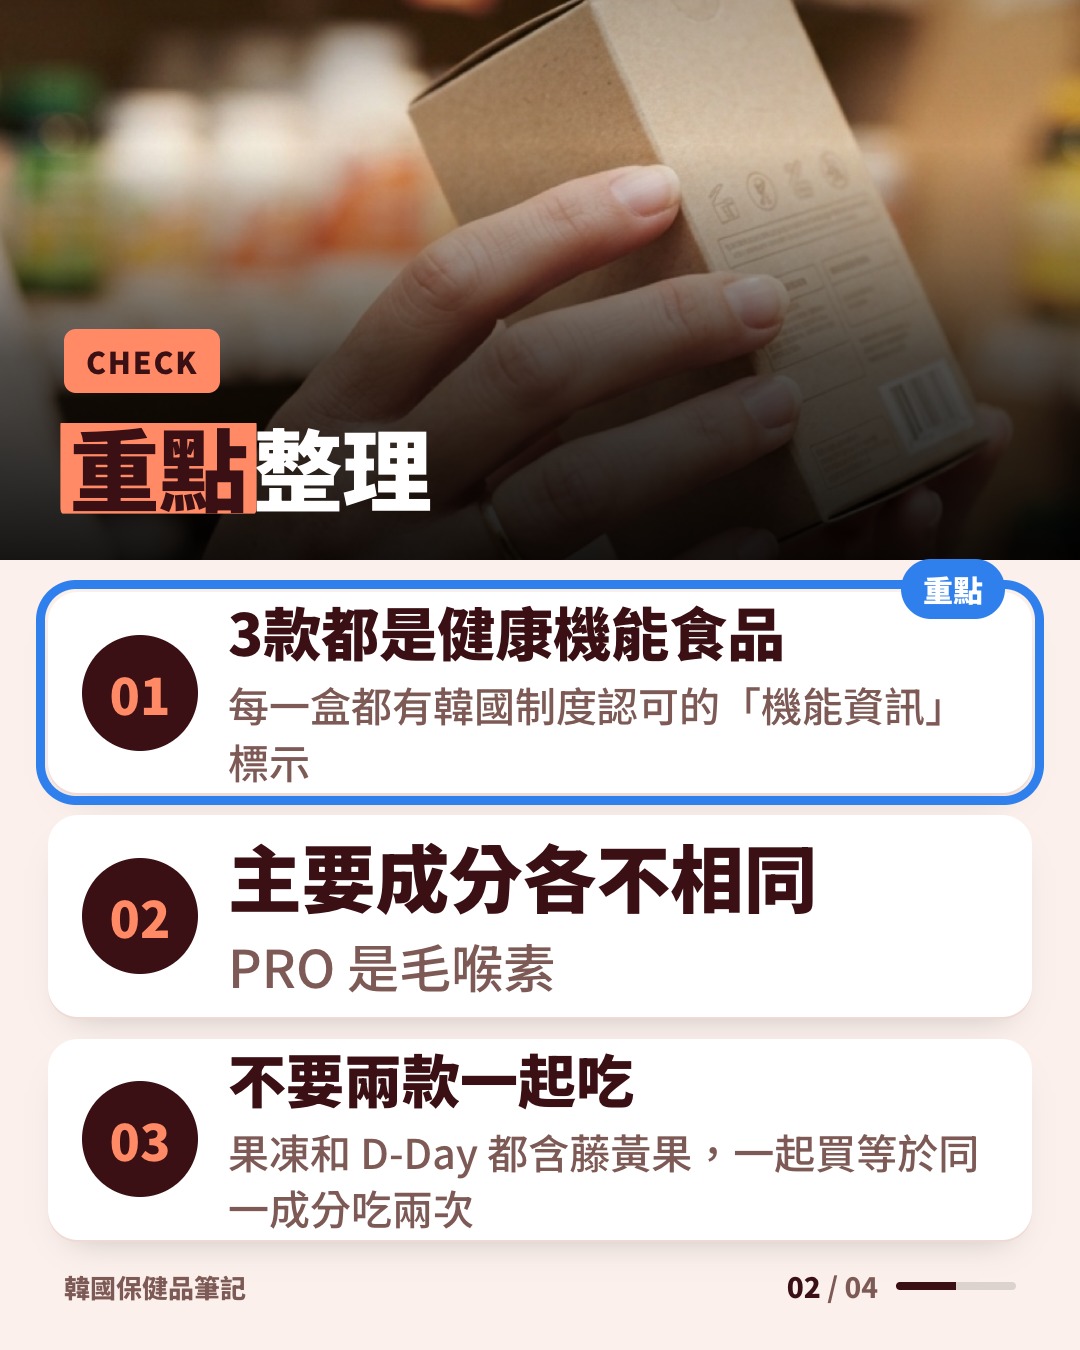 CHECK
重點整理
重點
01
3款都是健康機能食品
每一盒都有韓國制度認可的「機能資訊」
標示
02
主要成分各不相同
PRO 是毛喉素
03
不要兩款一起吃
果凍和 D-Day 都含藤黃果，一起買等於同
一成分吃兩次
韓國保健品筆記
02 / 04